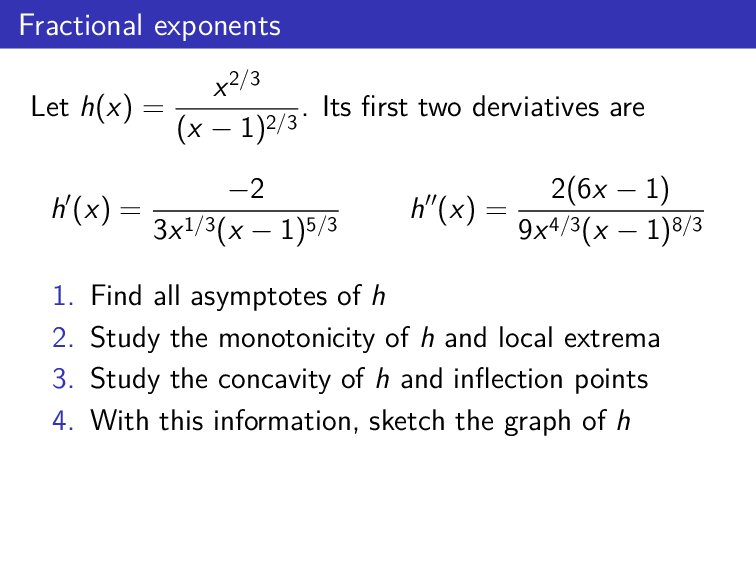 Fractional exponents
Let h(x) = x^{2/3} / (x − 1)^{2/3}. Its first two derviatives are
h′(x) = −2 / 3x^{1/3}(x − 1)^{5/3}    h″(x) = 2(6x − 1) / 9x^{4/3}(x − 1)^{8/3}
1. Find all asymptotes of h
2. Study the monotonicity of h and local extrema
3. Study the concavity of h and inflection points
4. With this information, sketch the graph of h